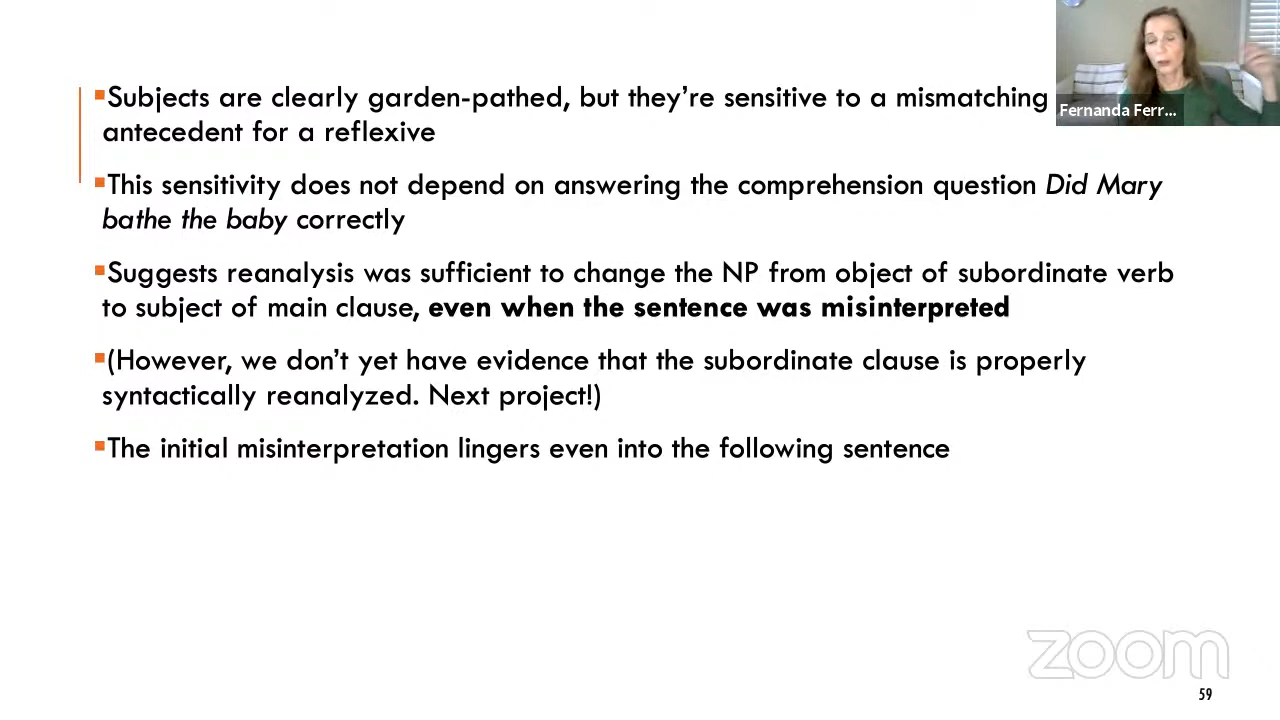 ▪Subjects are clearly garden-pathed, but they’re sensitive to a mismatching
antecedent for a reflexive
▪This sensitivity does not depend on answering the comprehension question Did Mary
bathe the baby correctly
▪Suggests reanalysis was sufficient to change the NP from object of subordinate verb
to subject of main clause, even when the sentence was misinterpreted
▪(However, we don’t yet have evidence that the subordinate clause is properly
syntactically reanalyzed. Next project!)
▪The initial misinterpretation lingers even into the following sentence
Fernanda Ferr...
zoom
59